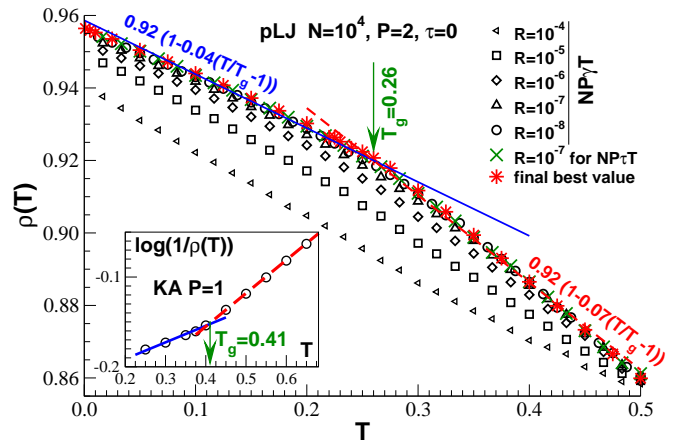 pLJ N=10⁴, P=2, τ=0
0.92 (1-0.04(T/T_g-1))
T_g=0.26
R=10⁻⁴
R=10⁻⁵
R=10⁻⁶
R=10⁻⁷
R=10⁻⁸
NPγT
R=10⁻⁷ for NPτT
final best value
0.92 (1-0.07(T/T_g-1))
ρ(T)
0.96
0.94
0.92
0.90
0.88
0.86
0.0
0.1
0.2
0.3
0.4
0.5
T
log(1/ρ(T))
KA P=1
T_g=0.41
T
-0.1
-0.2
0.2
0.3
0.4
0.5
0.6